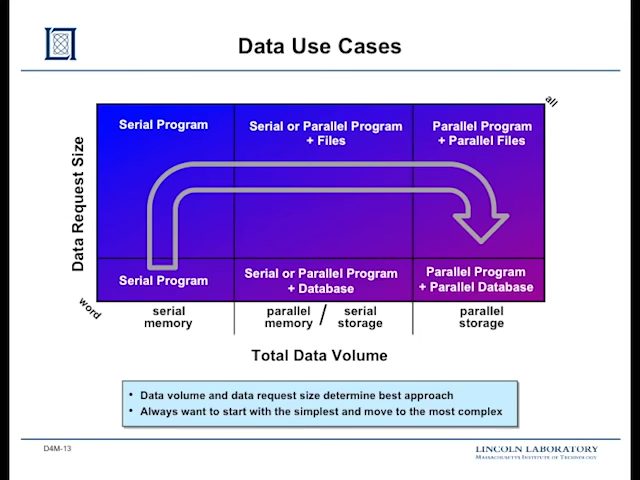 Data Use Cases
all
Serial Program
Serial or Parallel Program
+ Files
Parallel Program
+ Parallel Files
Data Request Size
Serial Program
Serial or Parallel Program
+ Database
Parallel Program
+ Parallel Database
word
serial
memory
parallel
memory
/
serial
storage
parallel
storage
Total Data Volume
• Data volume and data request size determine best approach
• Always want to start with the simplest and move to the most complex
D4M-13
LINCOLN LABORATORY
MASSACHUSETTS INSTITUTE OF TECHNOLOGY